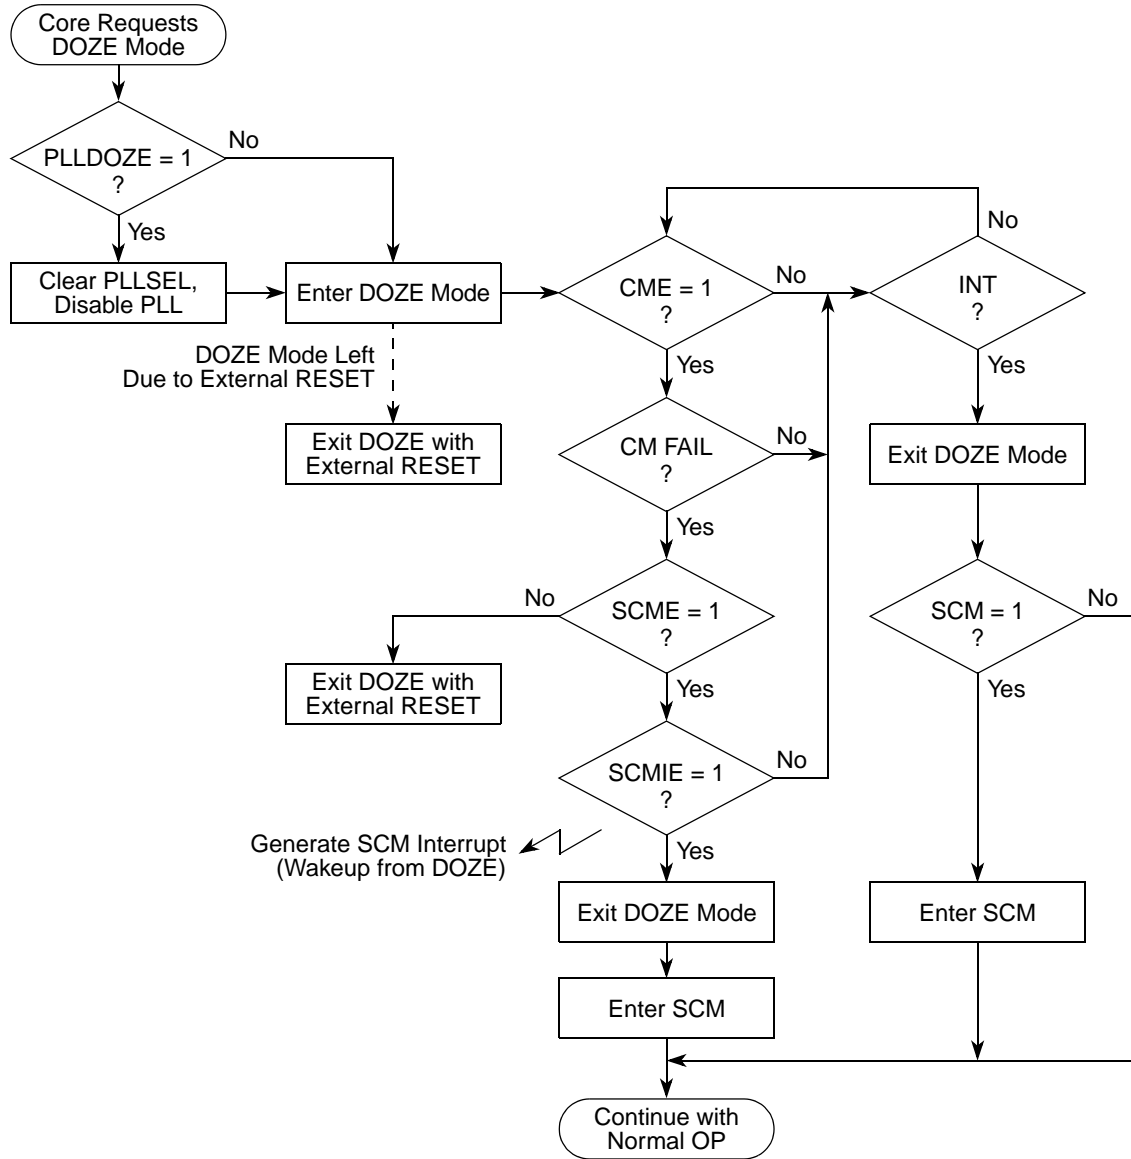 Core Requests
DOZE Mode
PLLDOZE = 1
?
No
Yes
Clear PLLSEL,
Disable PLL
Enter DOZE Mode
DOZE Mode Left
Due to External RESET
Exit DOZE with
External RESET
CME = 1
?
No
Yes
CM FAIL
?
No
Yes
SCME = 1
?
No
Yes
Exit DOZE with
External RESET
SCMIE = 1
?
No
Yes
Generate SCM Interrupt
(Wakeup from DOZE)
Exit DOZE Mode
Enter SCM
INT
?
No
Yes
Exit DOZE Mode
SCM = 1
?
No
Yes
Enter SCM
Continue with
Normal OP